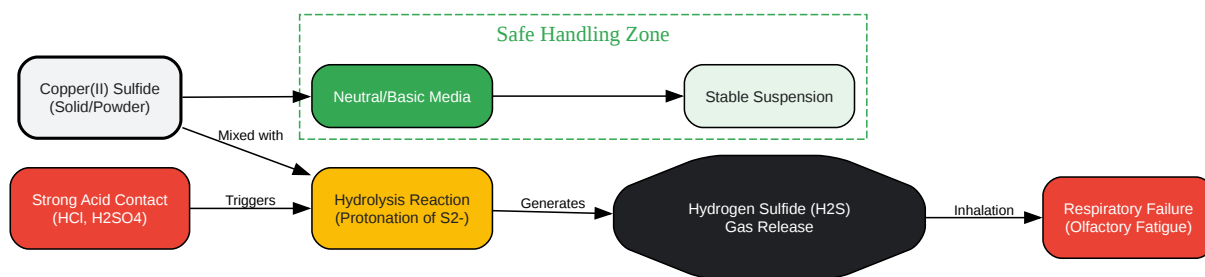 Safe Handling Zone
Copper(II) Sulfide
(Solid/Powder)
Neutral/Basic Media
Stable Suspension
Mixed with
Strong Acid Contact
(HCl, H2SO4)
Triggers
Hydrolysis Reaction
(Protonation of S2-)
Generates
Hydrogen Sulfide (H2S)
Gas Release
Inhalation
Respiratory Failure
(Olfactory Fatigue)